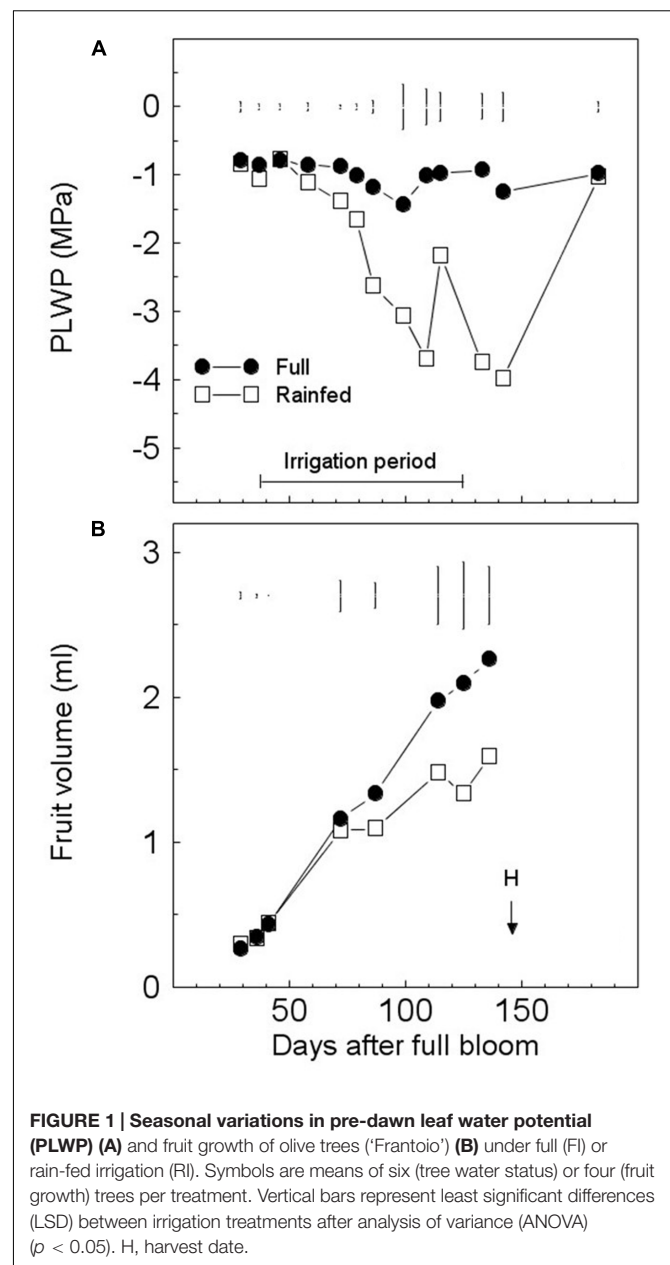 A
0
-1
-2
-3
-4
-5
PLWP (MPa)
Full
Rainfed
Irrigation period
B
3
2
1
0
Fruit volume (ml)
H
50 100 150
Days after full bloom
FIGURE 1 | Seasonal variations in pre-dawn leaf water potential
(PLWP) (A) and fruit growth of olive trees (‘Frantoio’) (B) under full (FI) or
rain-fed irrigation (RI). Symbols are means of six (tree water status) or four (fruit
growth) trees per treatment. Vertical bars represent least significant differences
(LSD) between irrigation treatments after analysis of variance (ANOVA)
(p < 0.05). H, harvest date.